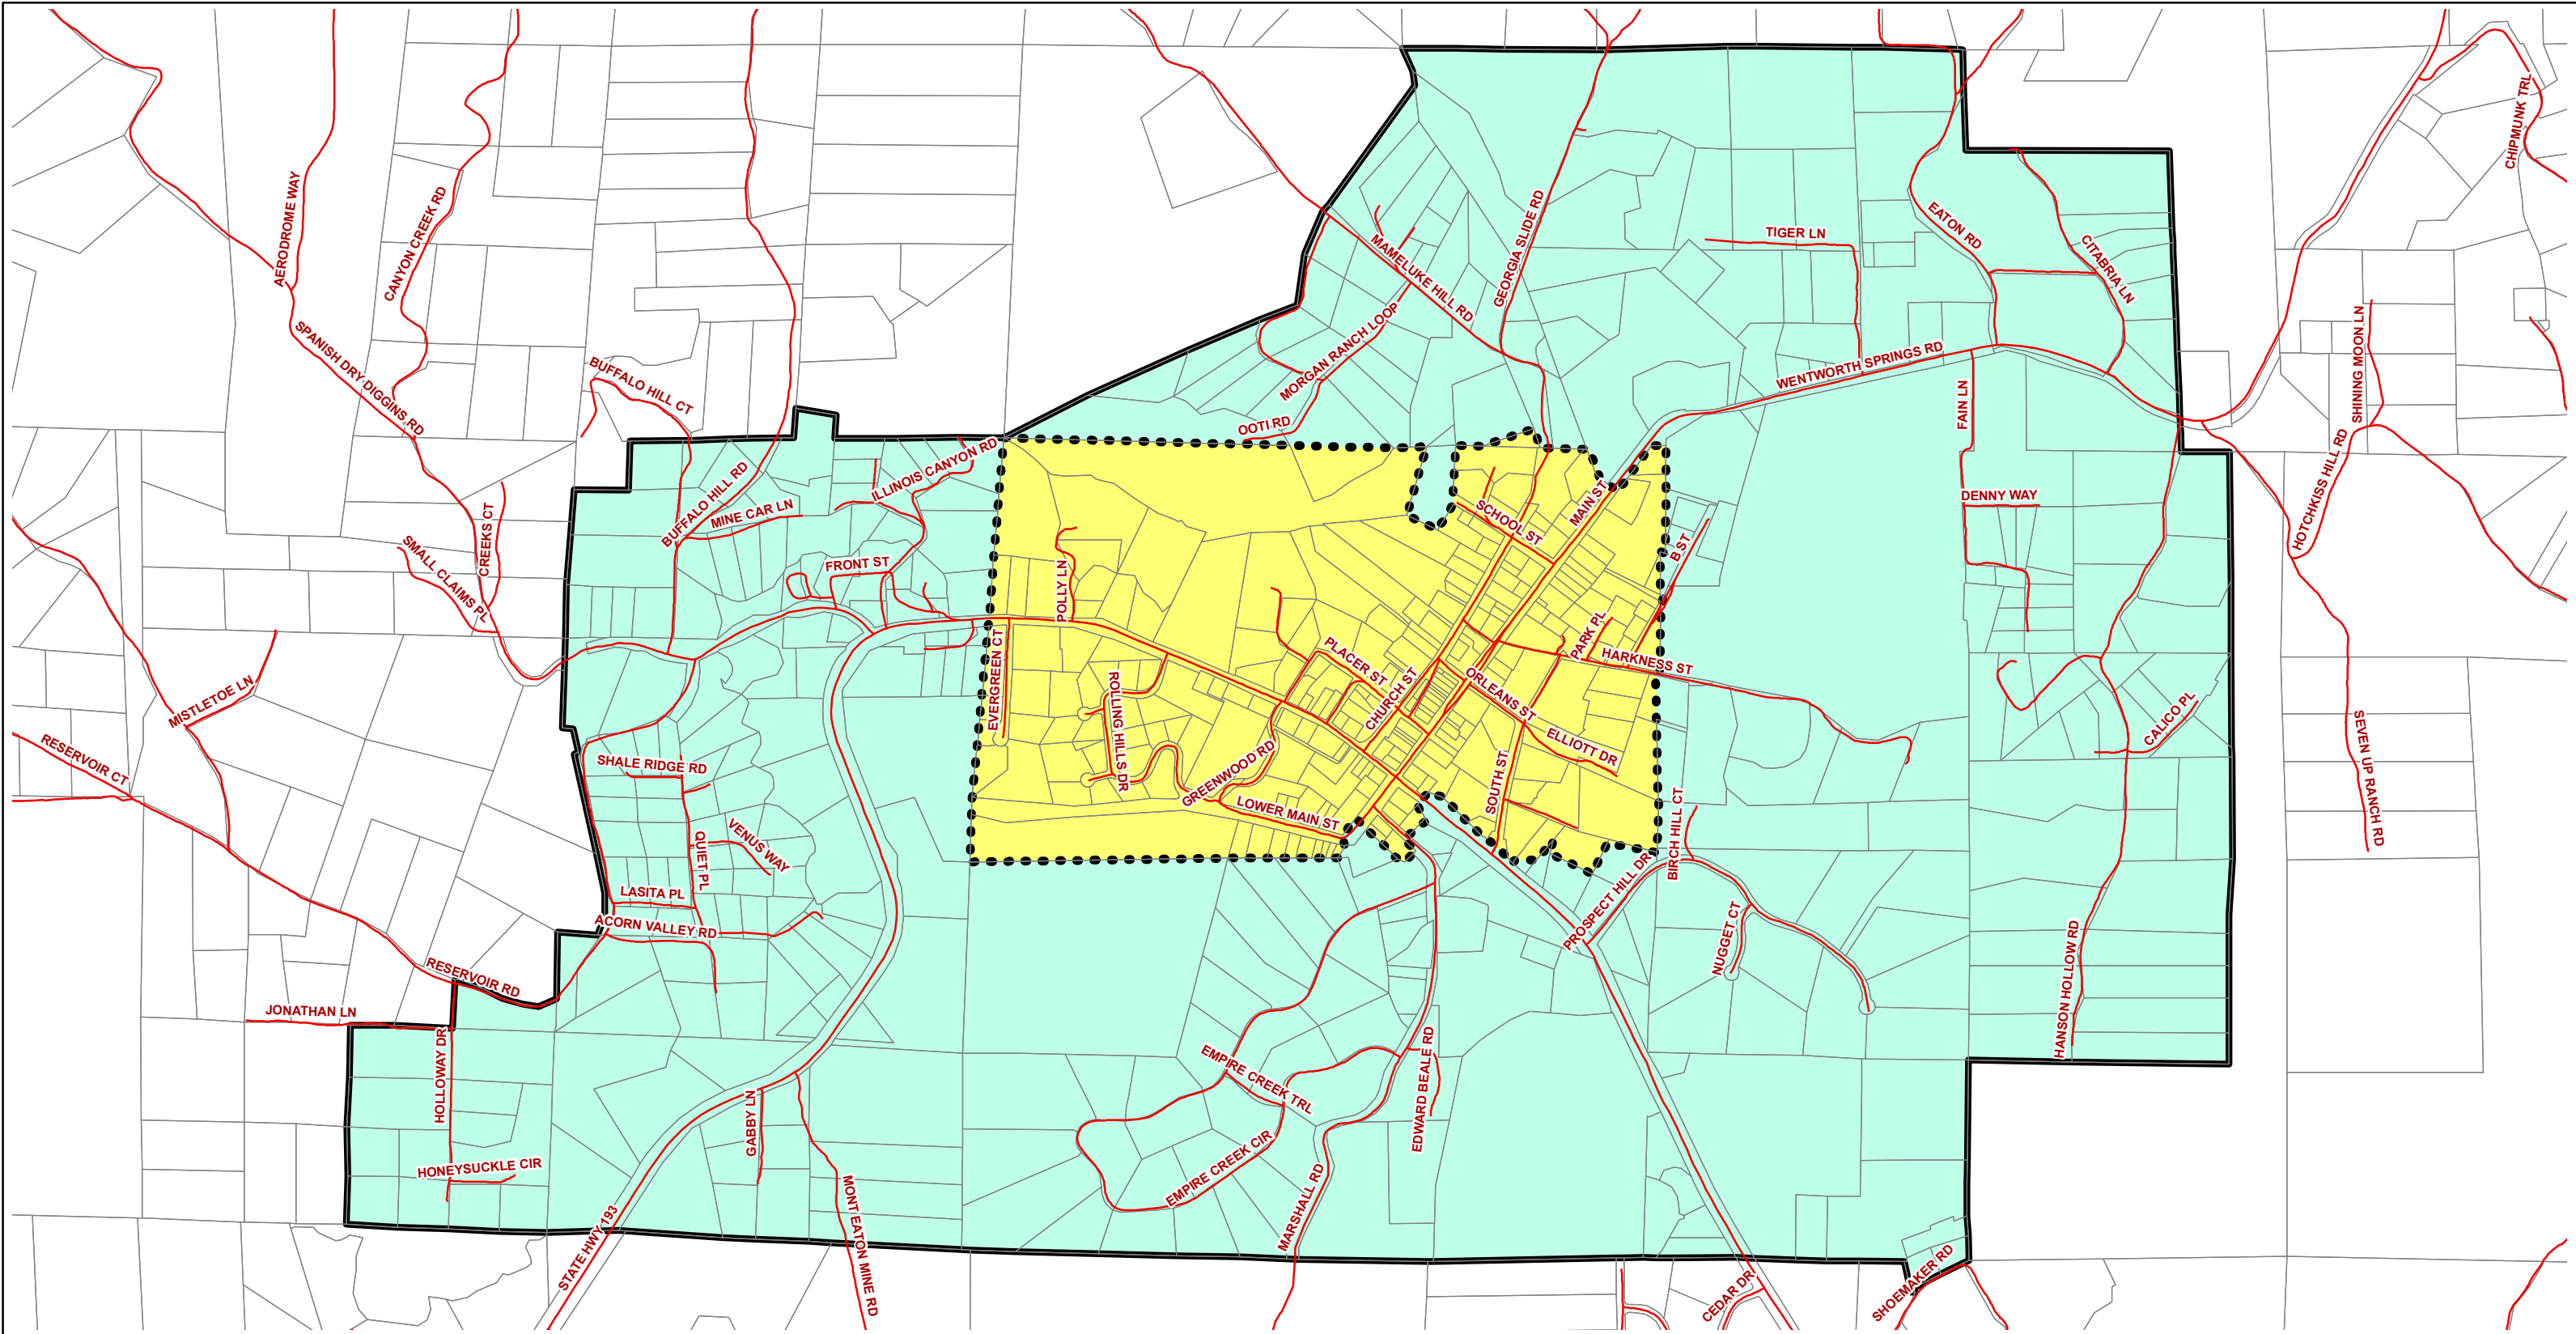 CHIPMUNK TRL
AERODROME WAY
CANYON CREEK RD
GEORGIA SLIDE RD
EATON RD
TIGER LN
MAMELUKE HILL RD
CITABRIA LN
SPANISH DRY DIGGINS RD
MORGAN RANCH LOOP
SHINING MOON LN
BUFFALO HILL CT
WENTWORTH SPRINGS RD
FAIN LN
OOTI RD
ILLINOIS CANYON RD
HOTCHKISS HILL RD
BUFFALO HILL RD
MINE CAR LN
DENNY WAY
MAIN ST
SCHOOL ST
CREEKS CT
SMALL CLAIMS PL
FRONT ST
B ST
POLLY LN
PARK PL
PLACER ST
HARKNESS ST
EVERGREEN CT
MISTLETOE LN
CHURCH ST
ORLEANS ST
ROLLING HILLS DR
CALICO PL
RESERVOIR CT
ELLIOTT DR
SHALE RIDGE RD
GREENWOOD RD
SOUTH ST
SEVEN UP RANCH RD
LOWER MAIN ST
BIRCH HILL CT
VENUS WAY
QUIET PL
LASITA PL
PROSPECT HILL DR
ACORN VALLEY RD
NUGGET CT
RESERVOIR RD
HANSON HOLLOW RD
JONATHAN LN
HOLLOWAY DR
EMPIRE CREEK TRL
EDWARD BEALE RD
GABBY LN
HONEYSUCKLE CIR
EMPIRE CREEK CIR
MARSHALL RD
MONT EATON MINE RD
STATE HWY 193
CEDAR DR
SHOEMAKER RD